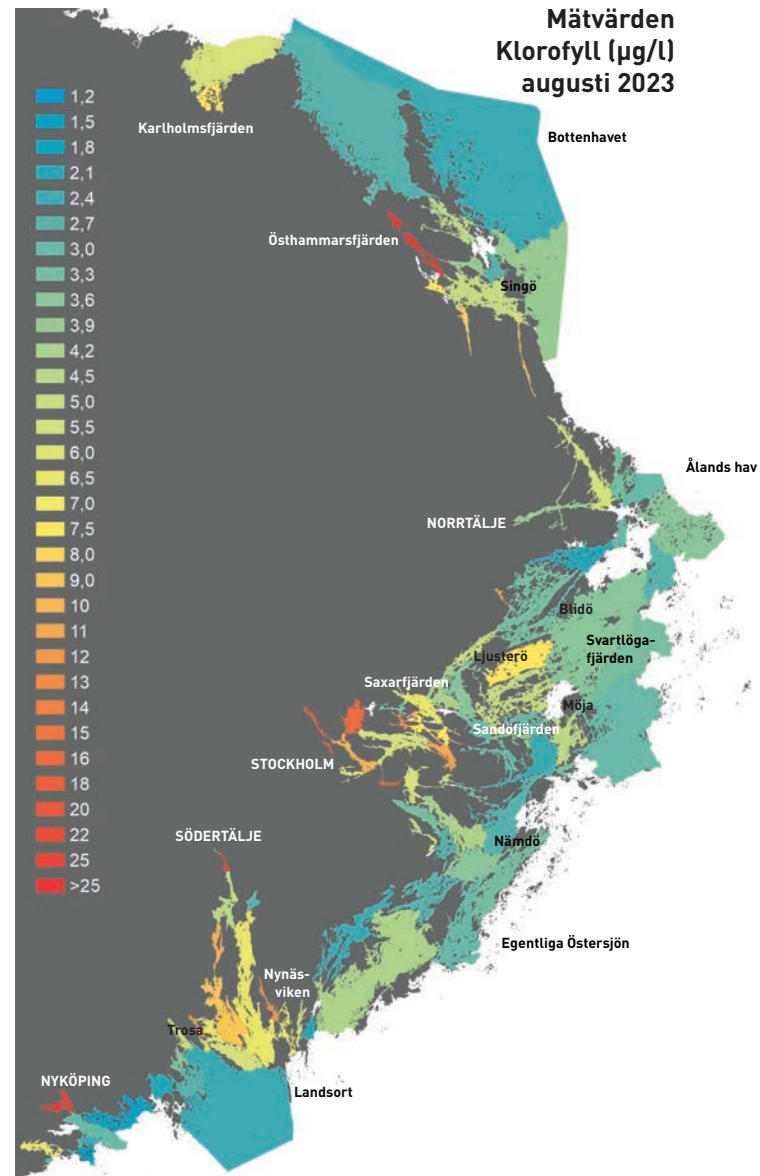 Mätvärden
Klorofyll (µg/l)
augusti 2023
1,2
1,5
1,8
2,1
2,4
2,7
3,0
3,3
3,6
3,9
4,2
4,5
5,0
5,5
6,0
6,5
7,0
7,5
8,0
9,0
10
11
12
13
14
15
16
18
20
22
25
>25
Karlholmsfjärden
Bottenhavet
Östhammarsfjärden
Singö
Ålands hav
NORRTÄLJE
Blidö
Svartlöga-
fjärden
Ljusterö
Saxarfjärden
Möja
Sandöfjärden
STOCKHOLM
SÖDERTÄLJE
Nämdö
Egentliga Östersjön
Nynäs-
viken
Trosa
NYKÖPING
Landsort